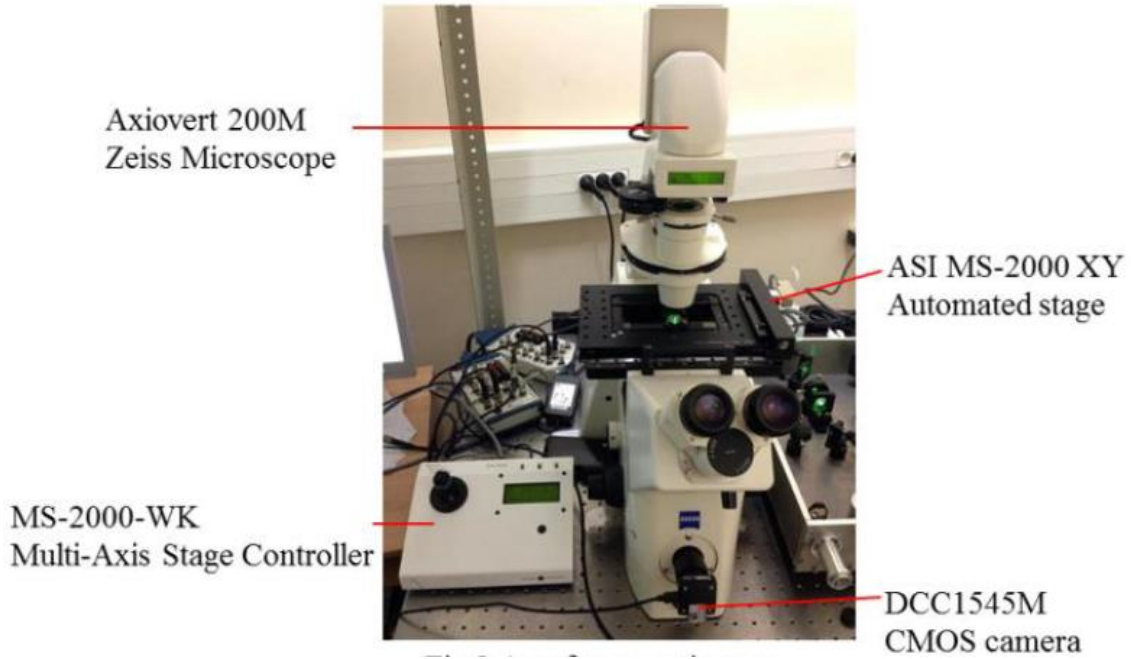 Axiovert 200M
Zeiss Microscope
ASI MS-2000 XY
Automated stage
MS-2000-WK
Multi-Axis Stage Controller
DCC1545M
CMOS camera